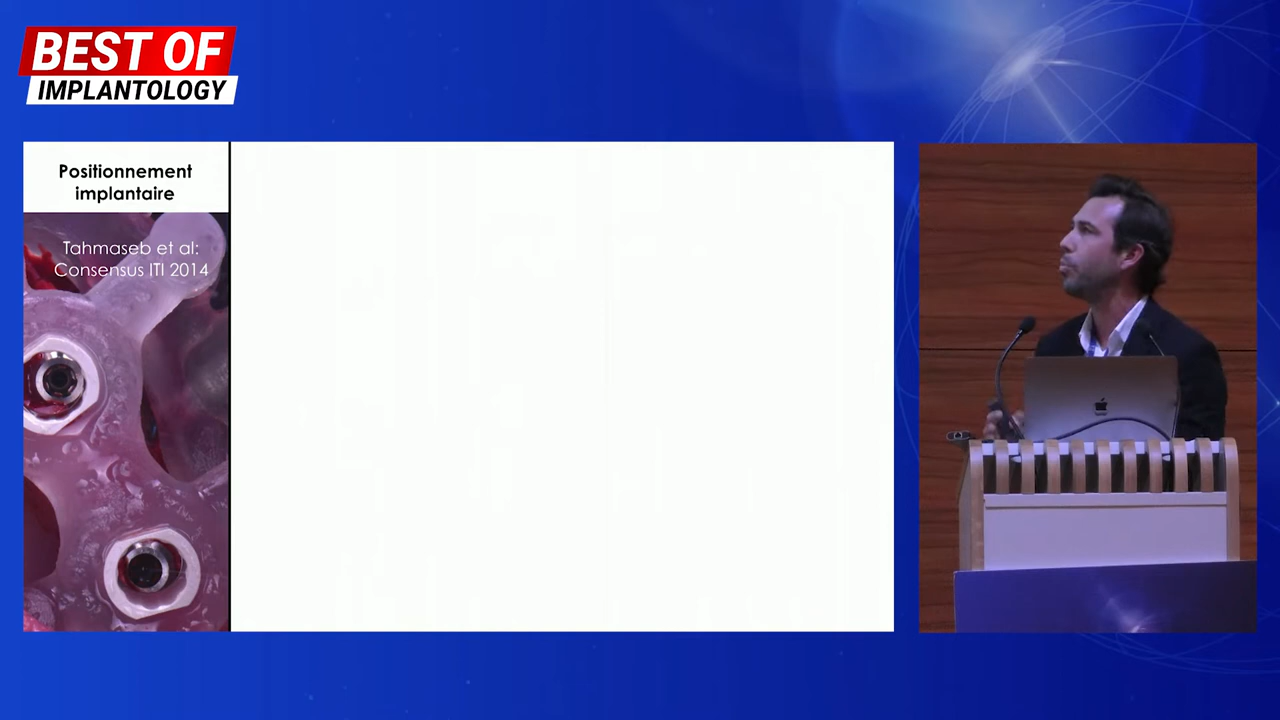 BEST OF
IMPLANTOLOGY
Positionnement
implantaire
Tahmaseb et al:
Consensus ITI 2014